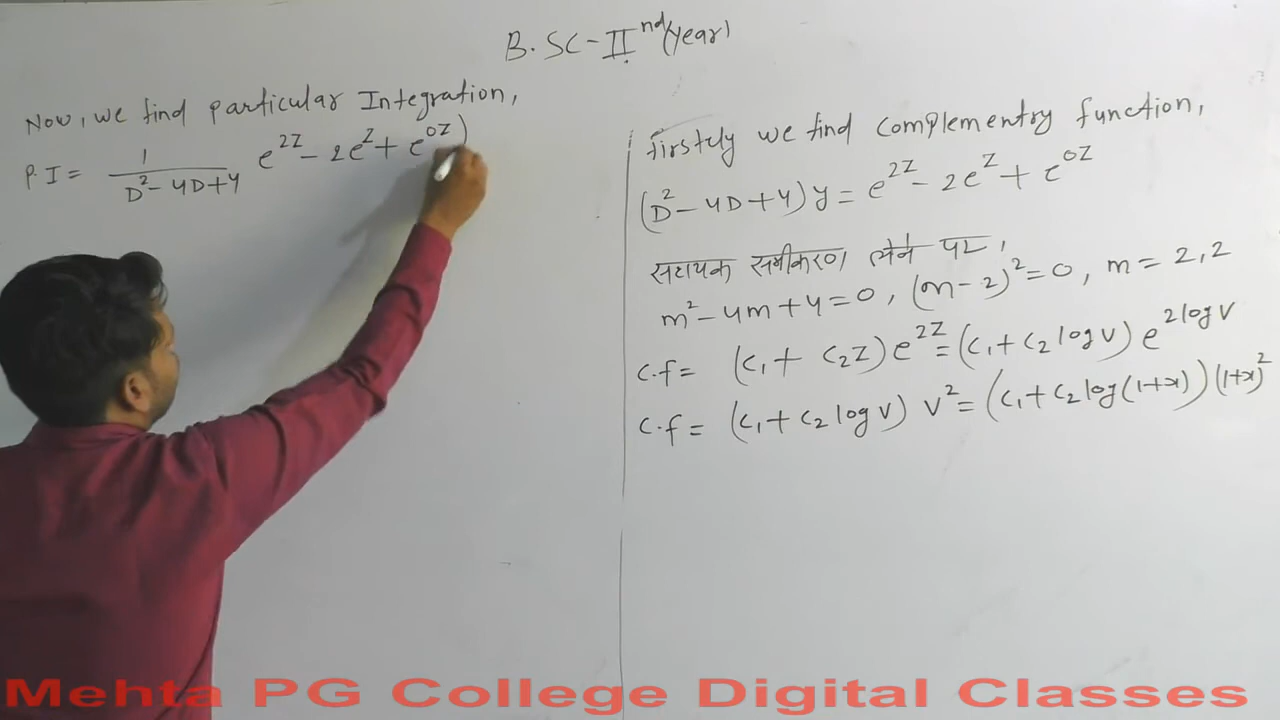 B.SC-IInd(year)
Now, we find particular Integration,
P.I = 1/(D²-4D+4) e^{2Z} - 2e^Z + e^{0Z})
firstely we find complementry function,
(D²-4D+4)y = e^{2Z} - 2e^Z + e^{0Z}
सहायक समीकरण लेने पर,
m²-4m+4=0, (m-2)²=0, m=2,2
C.f = (c₁+ c₂z)e^{2Z} = (c₁+c₂ log v) e^{2 log v}
C.f = (c₁+c₂ log v) v² = (c₁+c₂ log(1+x))(1+x)²
Mehta PG College Digital Classes